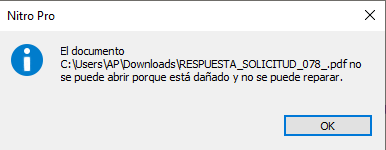 Nitro Pro
El documento
C:\Users\AP\Downloads\RESPUESTA_SOLICITUD_078_.pdf no
se puede abrir porque está dañado y no se puede reparar.
OK